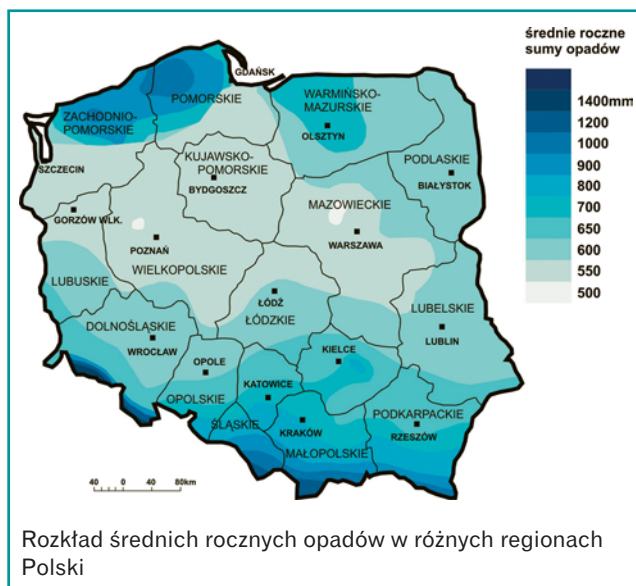 średnie roczne
sumy opadów
1400mm
1200
1000
900
800
700
650
600
550
500
GDAŃSK
POMORSKIE
ZACHODNIO-
POMORSKIE
WARMIŃSKO-
MAZURSKIE
OLSZTYN
SZCZECIN
KUJAWSKO-
POMORSKIE
BYDGOSZCZ
PODLASKIE
BIAŁYSTOK
GORZÓW WLK.
MAZOWIECKIE
POZNAŃ
WARSZAWA
WIELKOPOLSKIE
LUBUSKIE
ŁÓDŹ
ŁÓDZKIE
LUBELSKIE
LUBLIN
DOLNOŚLĄSKIE
WROCŁAW
OPOLE
KIELCE
KATOWICE
OPOLSKIE
ŚLĄSKIE
KRAKÓW
MAŁOPOLSKIE
PODKARPACKIE
RZESZÓW
40 0 40 80km
Rozkład średnich rocznych opadów w różnych regionach
Polski